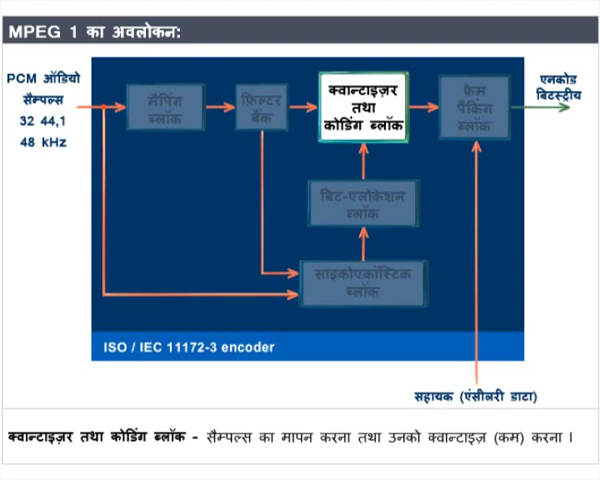 MPEG 1 का अवलोकन:
PCM ऑडियो
सैम्पल्स
32 44,1
48 kHz
मैपिंग
ब्लॉक
फ़िल्टर
बैंक
क्वान्टाइज़र
तथा
कोडिंग ब्लॉक
फ्रेम
पैकिंग
ब्लॉक
एनकोड
बिटस्ट्रीय
बिट-एलोकेशन
ब्लॉक
साइकोएकॉस्टिक
ब्लॉक
ISO / IEC 11172-3 encoder
सहायक (एंसीलरी डाटा)
क्वान्टाइज़र तथा कोडिंग ब्लॉक - सैम्पल्स का मापन करना तथा उनको क्वान्टाइज़ (कम) करना ।